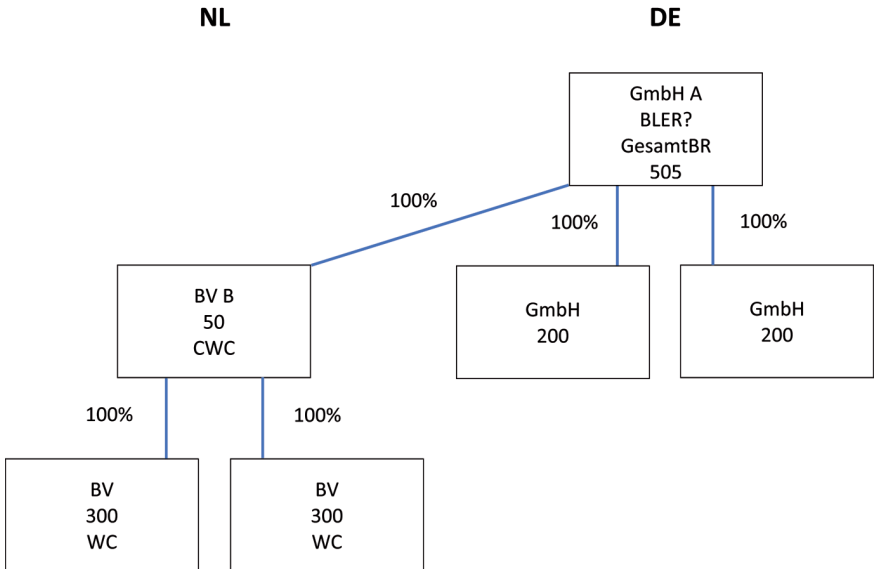 NL
DE
GmbH A
BLER?
GesamtBR
505
100%
100%
100%
BV B
50
CWC
GmbH
200
GmbH
200
100%
100%
BV
300
WC
BV
300
WC